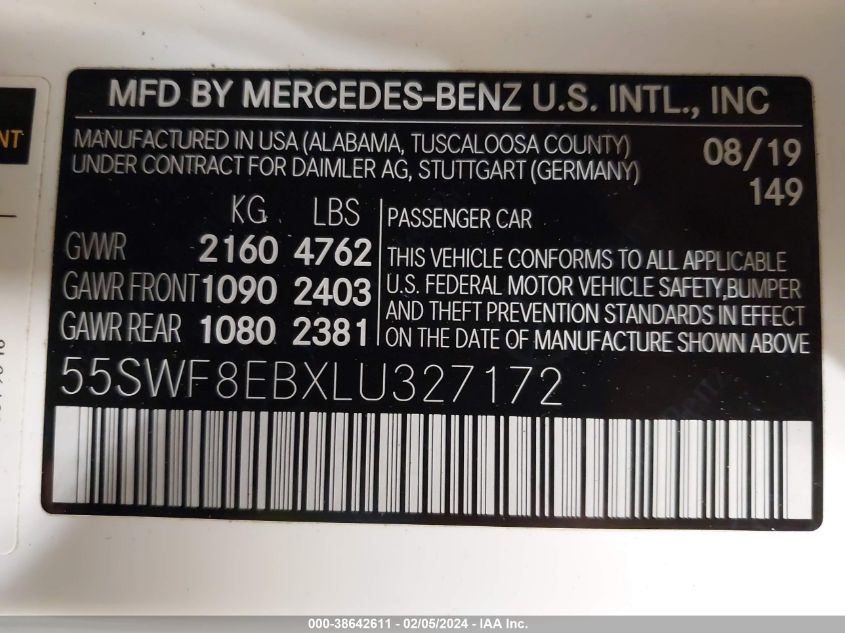 MFD BY MERCEDES-BENZ U.S. INTL., INC
MANUFACTURED IN USA (ALABAMA, TUSCALOOSA COUNTY)
UNDER CONTRACT FOR DAIMLER AG, STUTTGART (GERMANY)
08/19
149
KG LBS
GVWR 2160 4762
GAWR FRONT 1090 2403
GAWR REAR 1080 2381
PASSENGER CAR
THIS VEHICLE CONFORMS TO ALL APPLICABLE
U.S. FEDERAL MOTOR VEHICLE SAFETY,BUMPER
AND THEFT PREVENTION STANDARDS IN EFFECT
ON THE DATE OF MANUFACTURE SHOWN ABOVE
55SWF8EBXLU327172
NT
000-38642611 - 02/05/2024 - IAAI.COM